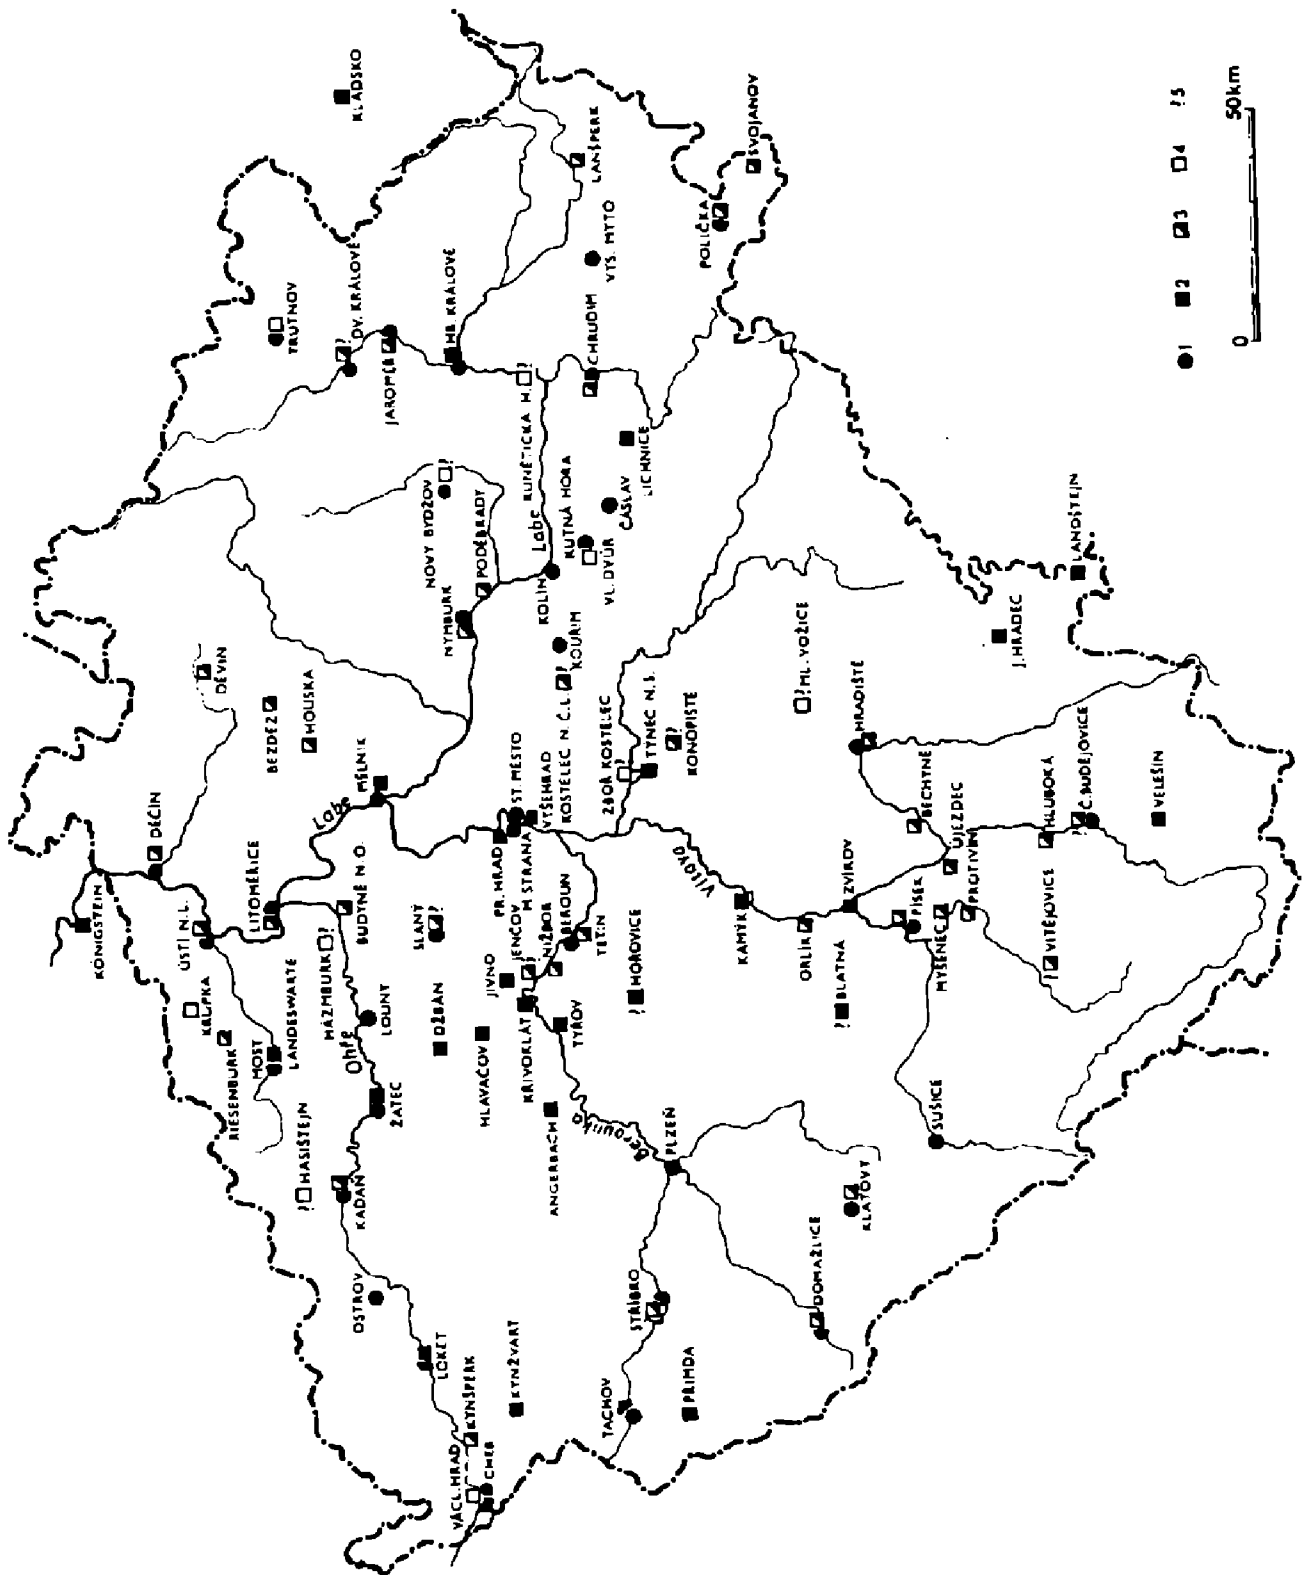 KLADSKO
TRUTNOV
DV. KRÁLOVÉ
?
JAROMĚŘ
HR. KRÁLOVÉ
LANŠPERK
VYS. MÝTO
POLIČKA
SVOJANOV
CHRUDIM
KUNĚTICKÁ H.
?
LICHNICE
ČÁSLAV
KUTNÁ HORA
VL. DVŮR
Labe
KOLÍN
NOVÝ BYDŽOV
?
PODĚBRADY
NYMBURK
KOUŘIM
KOSTELEC N.Č.L.
?
DĚVÍN
BEZDĚZ
HOUSKA
MĚLNÍK
Labe
DĚČÍN
KÖNIGSTEIN
ÚSTÍ N.L.
LITOMĚŘICE
BUDYNĚ N.O.
HÁZMBURK
?
KRUPKA
RIESENBURK
MOST
LANDESWARTE
Ohře
LOUNY
ŽATEC
HASIŠTEJN
?
KADAŇ
OSTROV
LOKET
KYNŠPERK
VÁCL. HRAD
CHEB
KYNŽVART
SLANÝ
?
DŽBÁN
HLAVAČOV
JIVNO
JENČOV
?
PR. HRAD
M. STRANA
ST. MĚSTO
VYŠEHRAD
NIŽBOR
BEROUN
TETÍN
KŘIVOKLÁT
TÝŘOV
ANGERBACH
Berounka
HOŘOVICE
?
ZBOŘ. KOSTELEC
TÝNEC N.S.
KONOPIŠTĚ
?
ML. VOŽICE
?
Vltava
KAMÝK
ORLÍK
ZVÍKOV
BLATNÁ
?
PÍSEK
MYŠENEC
PROTIVÍN
ÚJEZDEC
BECHYNĚ
HRADIŠTĚ
J. HRADEC
LANDŠTEJN
HLUBOKÁ
Č. BUDĚJOVICE
?
VELEŠÍN
VITĚJOVICE
?
SUŠICE
PLZEŇ
KLATOVY
DOMAŽLICE
STŘÍBRO
TACHOV
PŘIMDA
1 2 3 4 ?5
0 50km